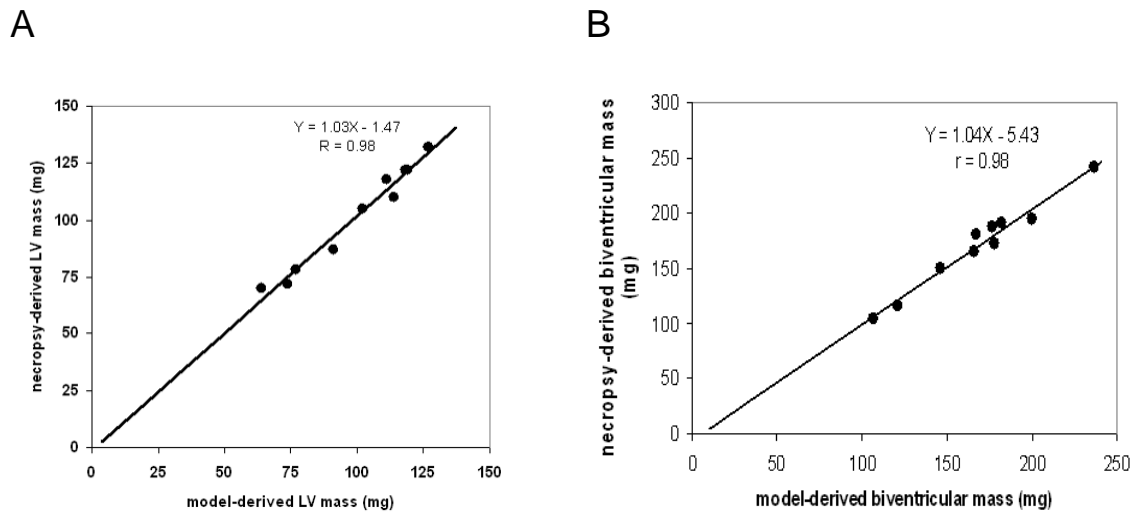 A
B
150
125
100
75
50
25
0
necropsy-derived LV mass (mg)
Y = 1.03X - 1.47
R = 0.98
0 25 50 75 100 125 150
model-derived LV mass (mg)
300
250
200
150
100
50
0
necropsy-derived biventricular mass
(mg)
Y = 1.04X - 5.43
r = 0.98
0 50 100 150 200 250
model-derived biventricular mass (mg)